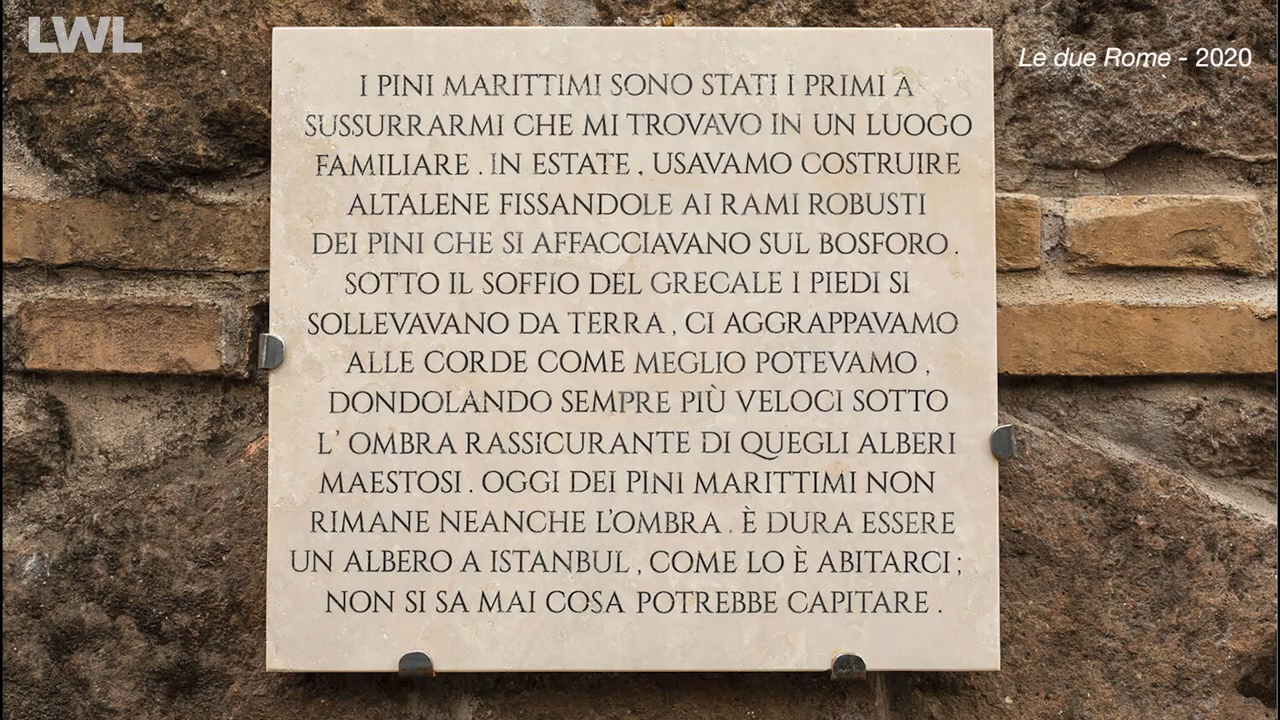 LWL
Le due Rome - 2020
I PINI MARITTIMI SONO STATI I PRIMI A
SUSSURRARMI CHE MI TROVAVO IN UN LUOGO
FAMILIARE . IN ESTATE , USAVAMO COSTRUIRE
ALTALENE FISSANDOLE AI RAMI ROBUSTI
DEI PINI CHE SI AFFACCIAVANO SUL BOSFORO .
SOTTO IL SOFFIO DEL GRECALE I PIEDI SI
SOLLEVAVANO DA TERRA , CI AGGRAPPAVAMO
ALLE CORDE COME MEGLIO POTEVAMO ,
DONDOLANDO SEMPRE PIÙ VELOCI SOTTO
L' OMBRA RASSICURANTE DI QUEGLI ALBERI
MAESTOSI . OGGI DEI PINI MARITTIMI NON
RIMANE NEANCHE L'OMBRA . È DURA ESSERE
UN ALBERO A ISTANBUL , COME LO È ABITARCI ;
NON SI SA MAI COSA POTREBBE CAPITARE .